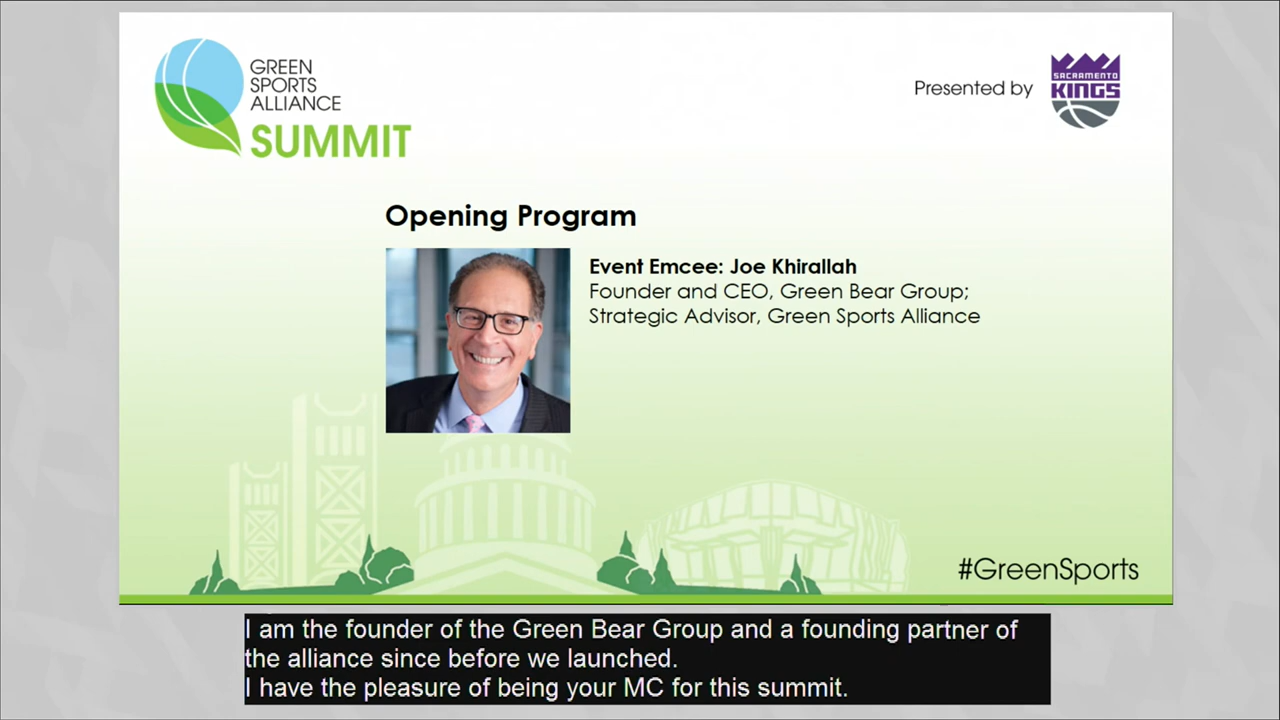 GREEN
SPORTS
ALLIANCE
SUMMIT
Presented by
SACRAMENTO
KINGS
Opening Program
Event Emcee: Joe Khirallah
Founder and CEO, Green Bear Group;
Strategic Advisor, Green Sports Alliance
#GreenSports
I am the founder of the Green Bear Group and a founding partner of
the alliance since before we launched.
I have the pleasure of being your MC for this summit.